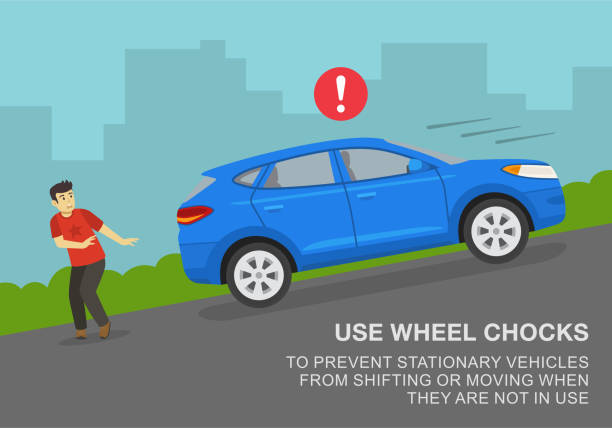 !
USE WHEEL CHOCKS
TO PREVENT STATIONARY VEHICLES
FROM SHIFTING OR MOVING WHEN
THEY ARE NOT IN USE